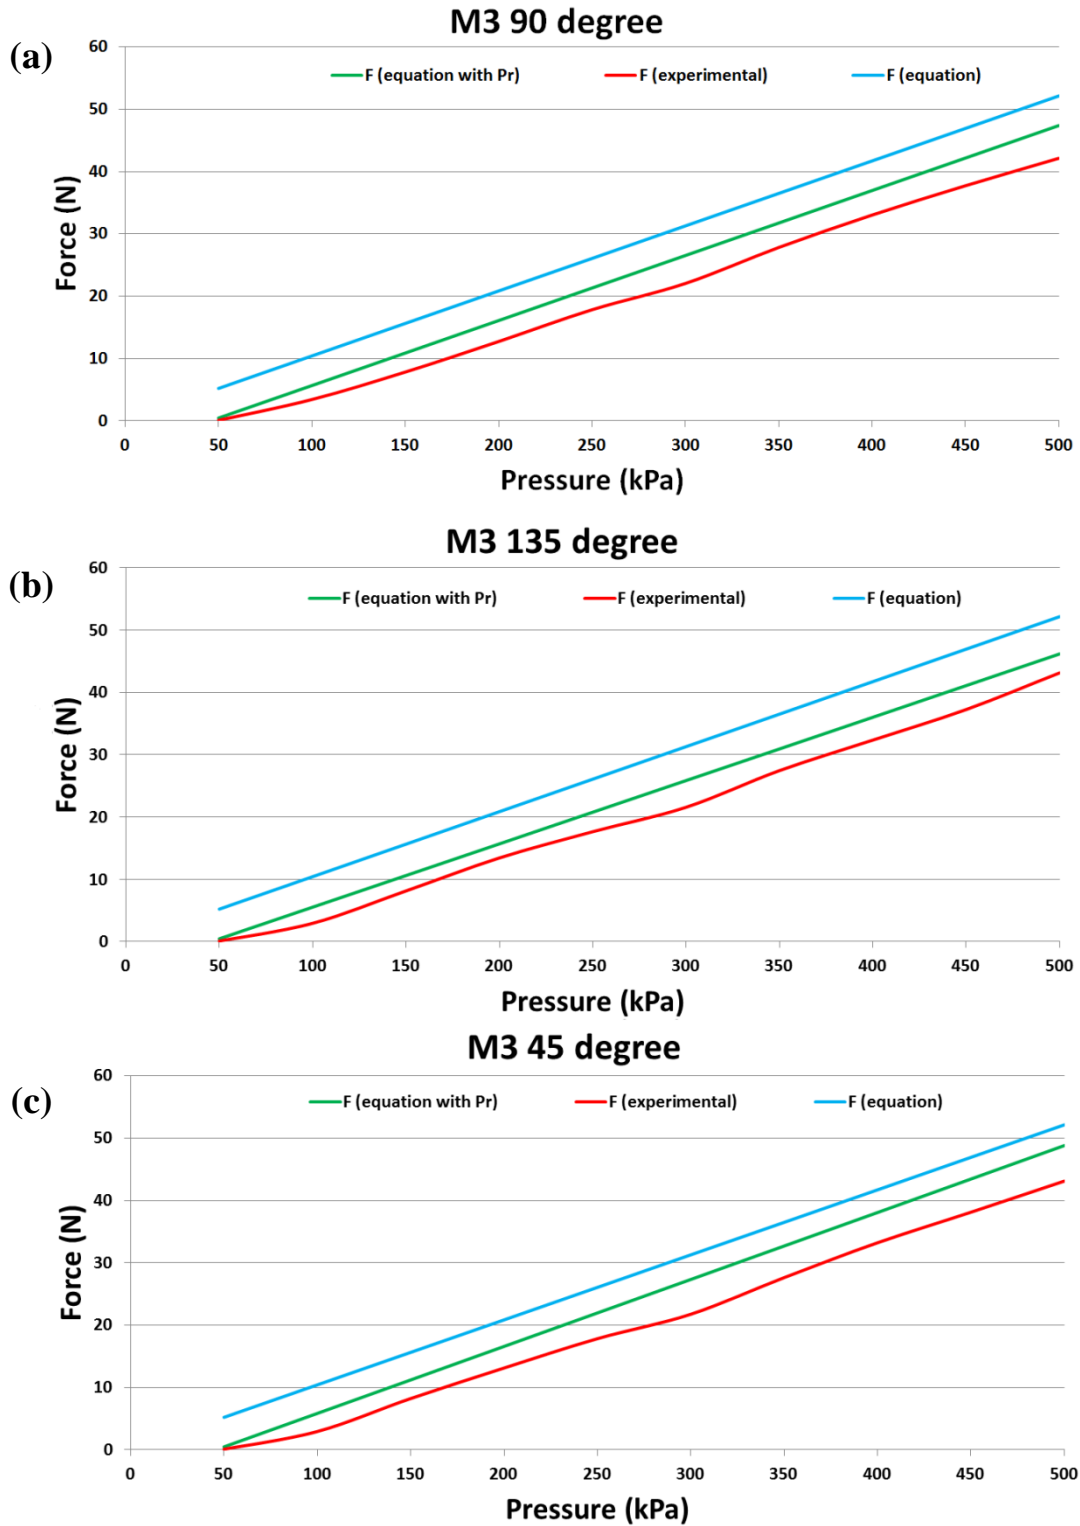 M3 90 degree
(a)
60
F (equation with Pr) F (experimental) F (equation)
50
40
30
20
10
0
Force (N)
0 50 100 150 200 250 300 350 400 450 500
Pressure (kPa)
M3 135 degree
(b)
60
F (equation with Pr) F (experimental) F (equation)
50
40
30
20
10
0
Force (N)
0 50 100 150 200 250 300 350 400 450 500
Pressure (kPa)
M3 45 degree
(c)
60
F (equation with Pr) F (experimental) F (equation)
50
40
30
20
10
0
Force (N)
0 50 100 150 200 250 300 350 400 450 500
Pressure (kPa)